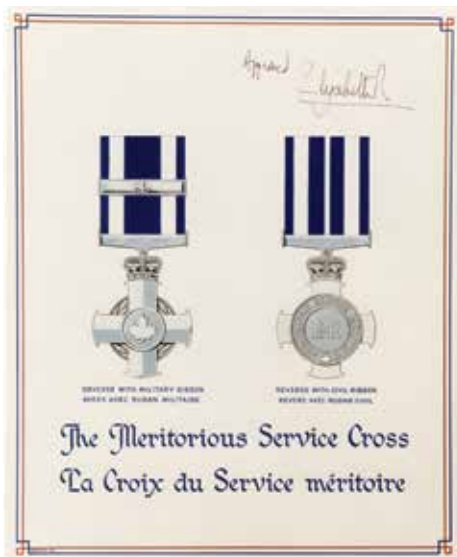 Approved
Elizabeth R
OBVERSE WITH MILITARY RIBBON
AVERS AVEC RUBAN MILITAIRE
REVERSE WITH CIVIL RIBBON
REVERS AVEC RUBAN CIVIL
The Meritorious Service Cross
La Croix du Service méritoire